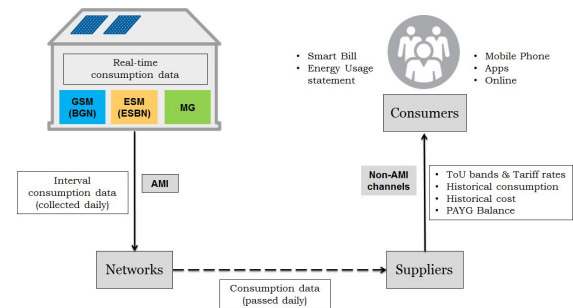 Real-time
consumption data
GSM
(BGN)
ESM
(ESBN)
MG
• Smart Bill
• Energy Usage
statement
• Mobile Phone
• Apps
• Online
Consumers
Interval
consumption data
(collected daily)
AMI
Non-AMI
channels
• ToU bands & Tariff rates
• Historical consumption
• Historical cost
• PAYG Balance
Networks
Suppliers
Consumption data
(passed daily)